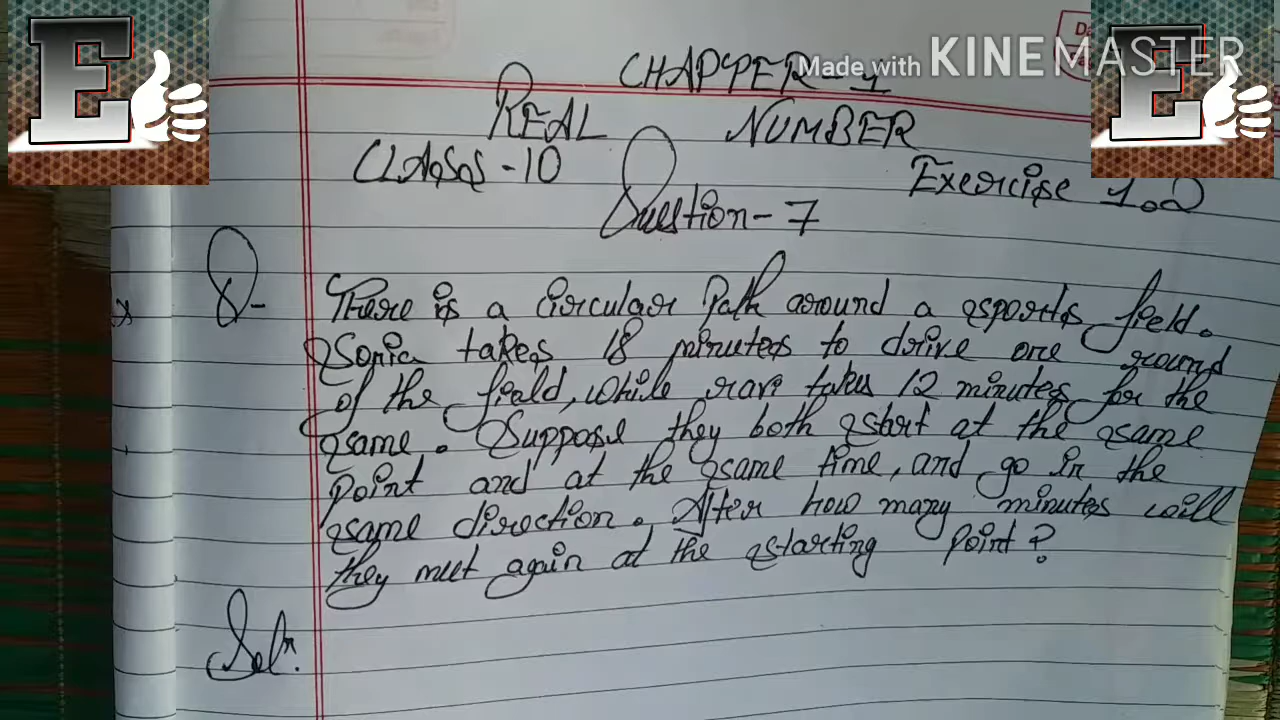 CHAPTER-1
Made with KINEMASTER
REAL NUMBER
CLASS-10
Exercise 1.2
Question-7
Q- There is a circular path around a sports field.
Sonia takes 18 minutes to drive one round
of the field, while ravi takes 12 minutes for the
same. Suppose they both start at the same
point and at the same time, and go in the
same direction. After how many minutes will
they meet again at the starting point?
Solⁿ.
E
E